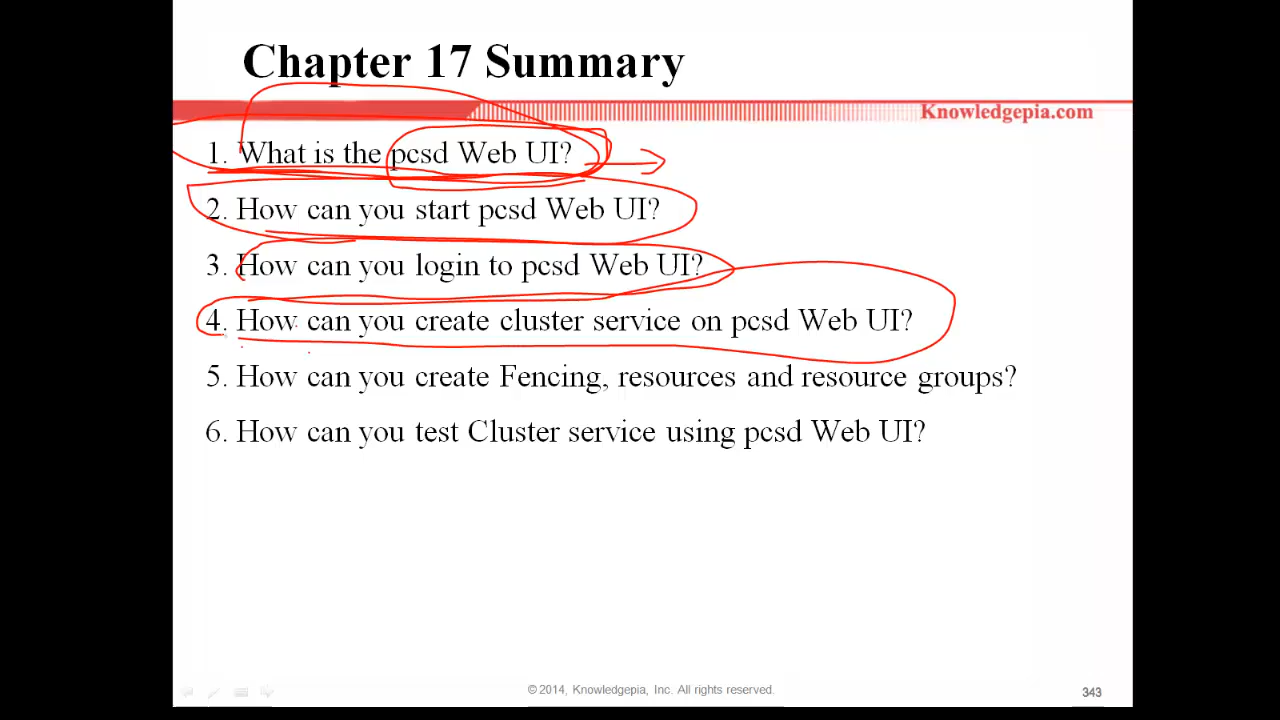 Chapter 17 Summary
Knowledgepia.com
1. What is the pcsd Web UI?
2. How can you start pcsd Web UI?
3. How can you login to pcsd Web UI?
4. How can you create cluster service on pcsd Web UI?
5. How can you create Fencing, resources and resource groups?
6. How can you test Cluster service using pcsd Web UI?
© 2014, Knowledgepia, Inc. All rights reserved.
343